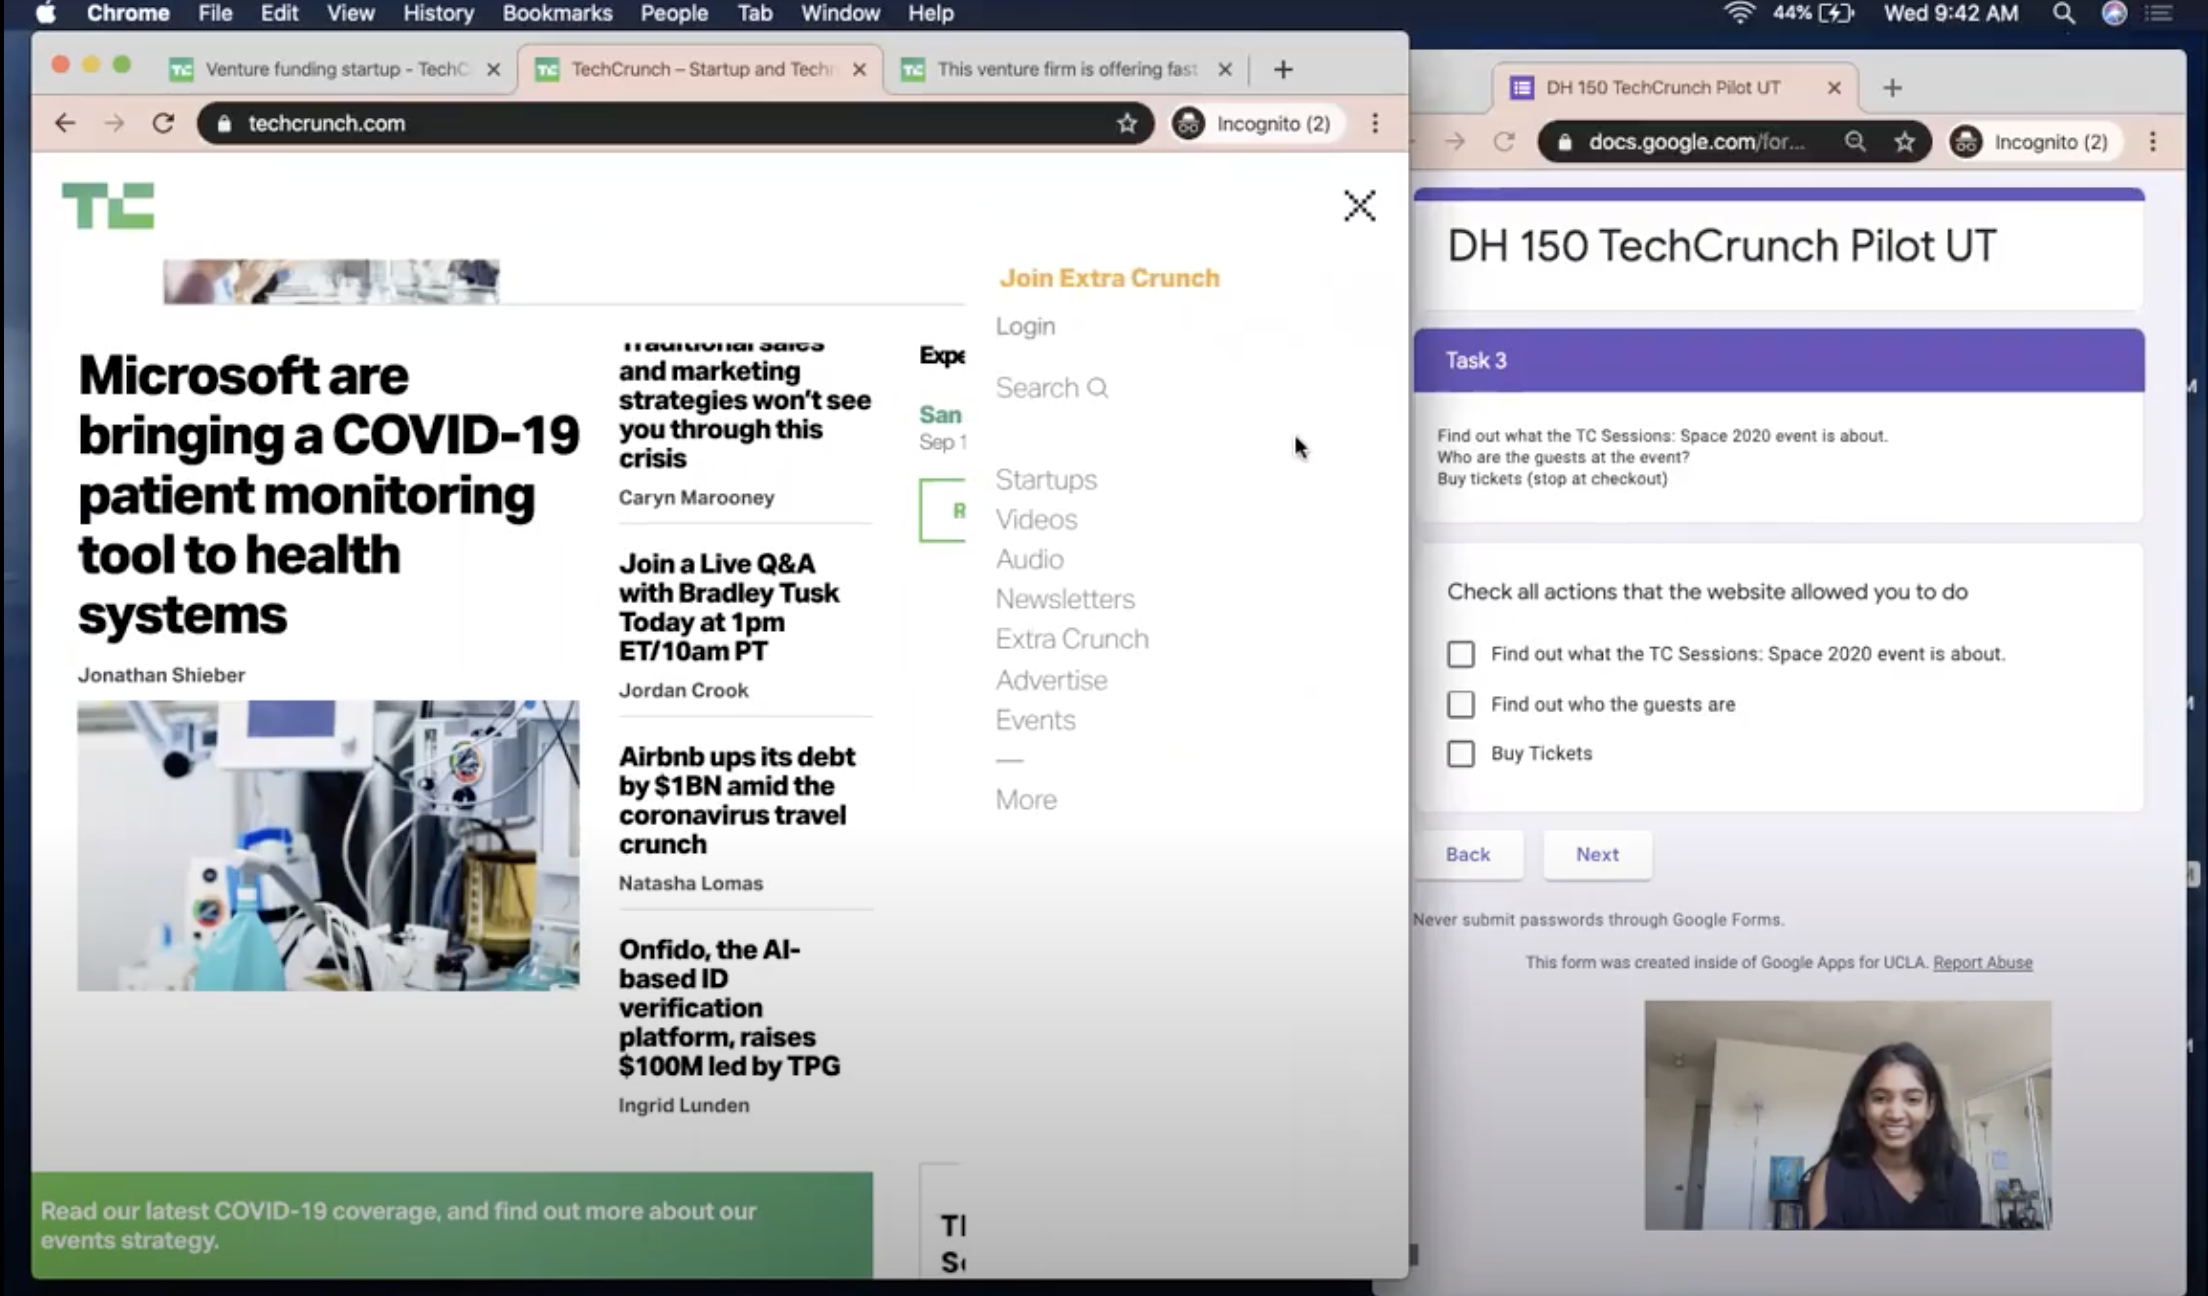 Chrome File Edit View History Bookmarks People Tab Window Help
44% Wed 9:42 AM
Venture funding startup - TechC
TechCrunch – Startup and Techn
This venture firm is offering fast
techcrunch.com
Incognito (2)
TC
Join Extra Crunch
Login
Search
Startups
Videos
Audio
Newsletters
Extra Crunch
Advertise
Events
—
More
Microsoft are
bringing a COVID-19
patient monitoring
tool to health
systems
Jonathan Shieber
Traditional sales
and marketing
strategies won't see
you through this
crisis
Caryn Marooney
Join a Live Q&A
with Bradley Tusk
Today at 1pm
ET/10am PT
Jordan Crook
Airbnb ups its debt
by $1BN amid the
coronavirus travel
crunch
Natasha Lomas
Onfido, the AI-
based ID
verification
platform, raises
$100M led by TPG
Ingrid Lunden
Expe
San
Sep 1
R
Read our latest COVID-19 coverage, and find out more about our
events strategy.
DH 150 TechCrunch Pilot UT
docs.google.com/for...
Incognito (2)
DH 150 TechCrunch Pilot UT
Task 3
Find out what the TC Sessions: Space 2020 event is about.
Who are the guests at the event?
Buy tickets (stop at checkout)
Check all actions that the website allowed you to do
Find out what the TC Sessions: Space 2020 event is about.
Find out who the guests are
Buy Tickets
Back
Next
Never submit passwords through Google Forms.
This form was created inside of Google Apps for UCLA. Report Abuse